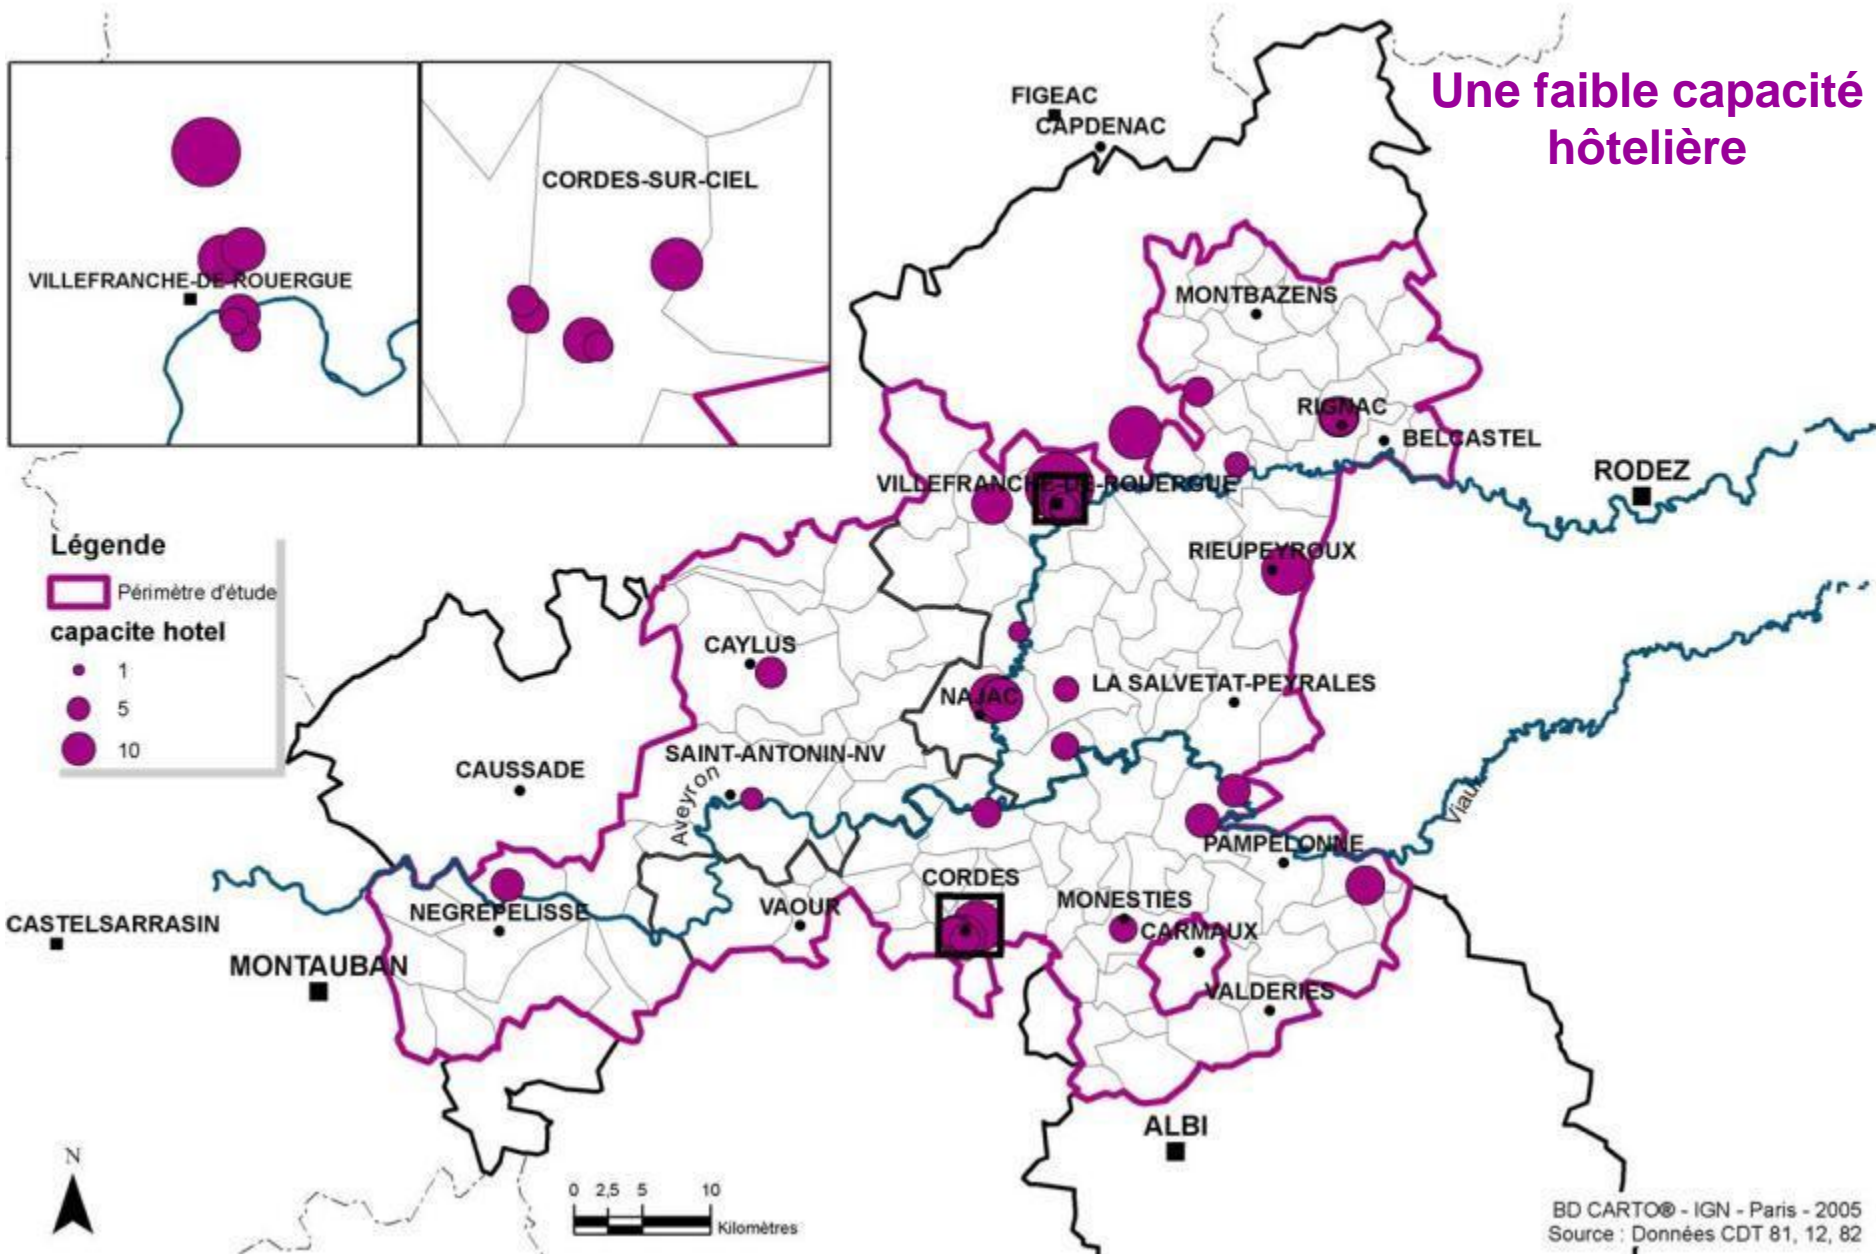 Une faible capacité
hôtelière
FIGEAC
CAPDENAC
CORDES-SUR-CIEL
VILLEFRANCHE-DE-ROUERGUE
MONTBAZENS
RIGNAC
BELCASTEL
RODEZ
VILLEFRANCHE-DE-ROUERGUE
RIEUPEYROUX
Légende
Périmètre d'étude
capacite hotel
1
5
10
CAYLUS
NAJAC
LA SALVETAT-PEYRALES
SAINT-ANTONIN-NV
CAUSSADE
Aveyron
Viaur
PAMPELONNE
CORDES
MONESTIES
VAOUR
NEGREPELISSE
CASTELSARRASIN
CARMAUX
MONTAUBAN
VALDERIES
ALBI
N
0 2,5 5 10
Kilomètres
BD CARTO® - IGN - Paris - 2005
Source : Données CDT 81, 12, 82